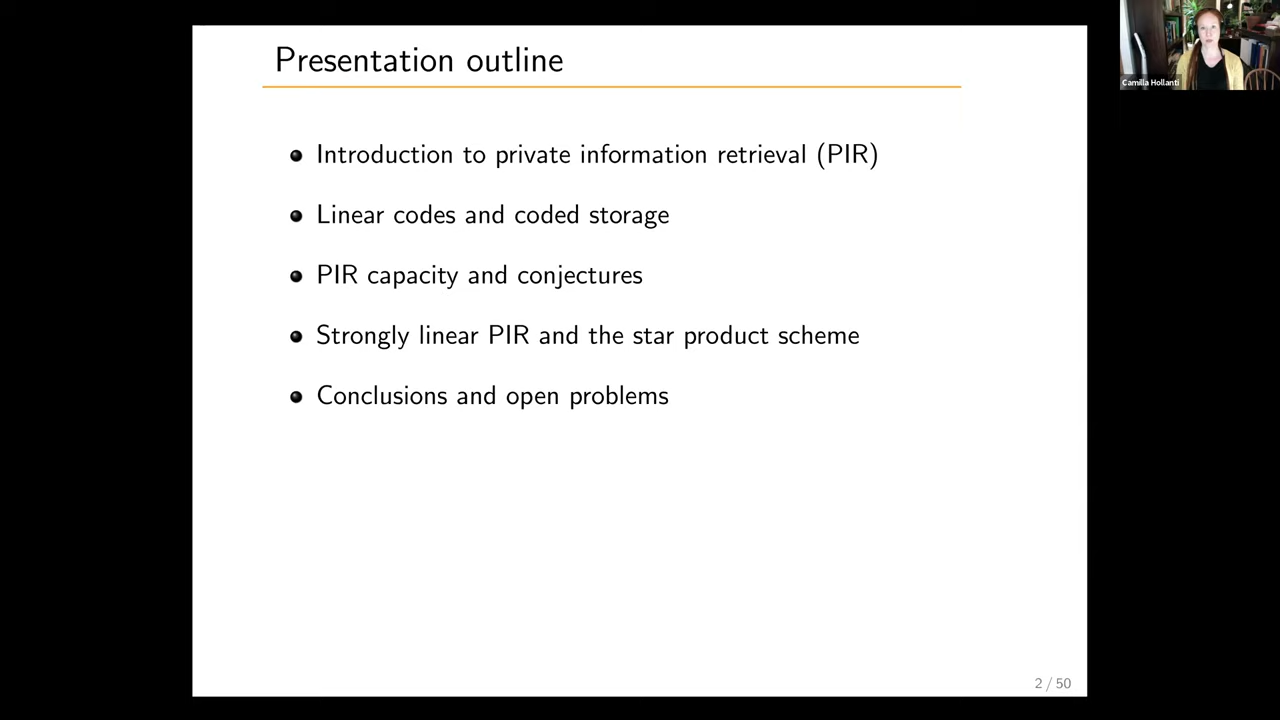 Presentation outline
Introduction to private information retrieval (PIR)
Linear codes and coded storage
PIR capacity and conjectures
Strongly linear PIR and the star product scheme
Conclusions and open problems
2 / 50
Camilla Hollanti